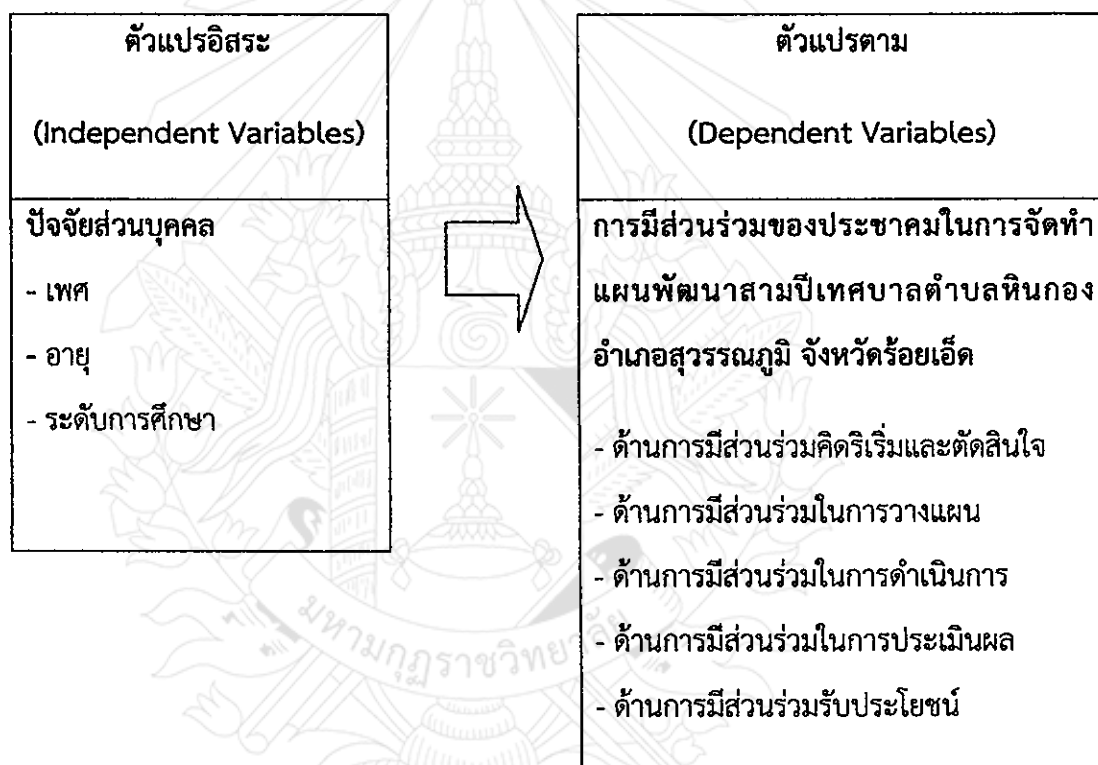 ตัวแปรอิสระ
(Independent Variables)
ปัจจัยส่วนบุคคล
- เพศ
- อายุ
- ระดับการศึกษา
ตัวแปรตาม
(Dependent Variables)
การมีส่วนร่วมของประชาคมในการจัดทำ
แผนพัฒนาสามปีเทศบาลตำบลหินกอง
อำเภอสุวรรณภูมิ จังหวัดร้อยเอ็ด
- ด้านการมีส่วนร่วมคิดริเริ่มและตัดสินใจ
- ด้านการมีส่วนร่วมในการวางแผน
- ด้านการมีส่วนร่วมในการดำเนินการ
- ด้านการมีส่วนร่วมในการประเมินผล
- ด้านการมีส่วนร่วมรับประโยชน์
มหามกุฏราชวิทยาลัย